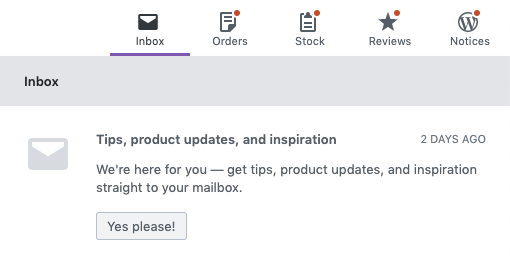 Inbox Orders Stock Reviews Notices
Inbox
Tips, product updates, and inspiration 2 DAYS AGO
We're here for you — get tips, product updates, and inspiration
straight to your mailbox.
Yes please!